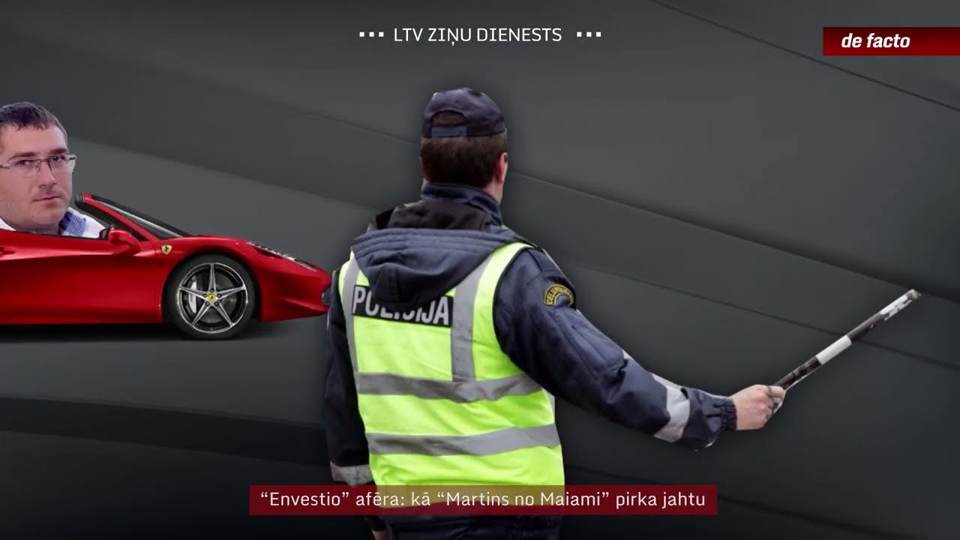 LTV ZIŅU DIENESTS
de facto
POLICIJA
“Envestio” afēra: kā “Martins no Maiami” pirka jahtu